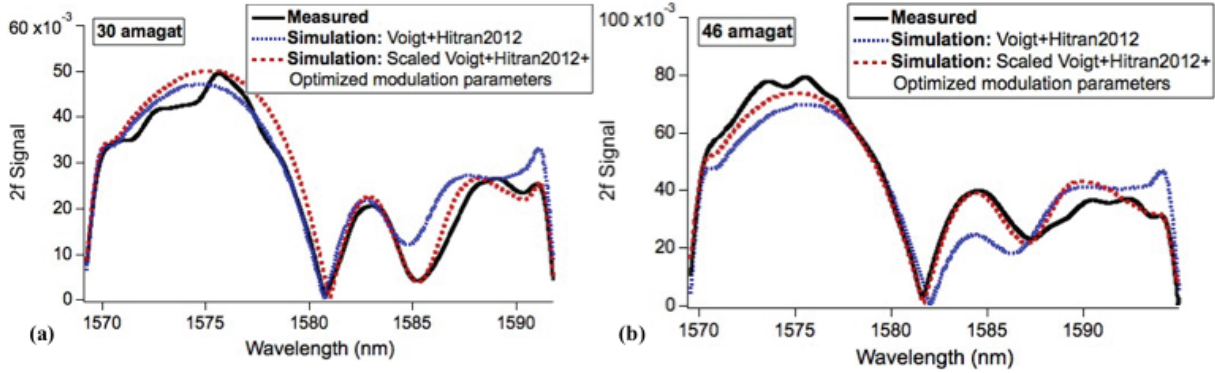 60 x10⁻³
30 amagat
Measured
Simulation: Voigt+Hitran2012
Simulation: Scaled Voigt+Hitran2012+
Optimized modulation parameters
50
40
30
20
10
0
2f Signal
1570
1575
1580
1585
1590
Wavelength (nm)
(a)
100x10⁻³
46 amagat
Measured
Simulation: Voigt+Hitran2012
Simulation: Scaled Voigt+Hitran2012+
Optimized modulation parameters
80
60
40
20
0
2f Signal
1570
1575
1580
1585
1590
Wavelength (nm)
(b)